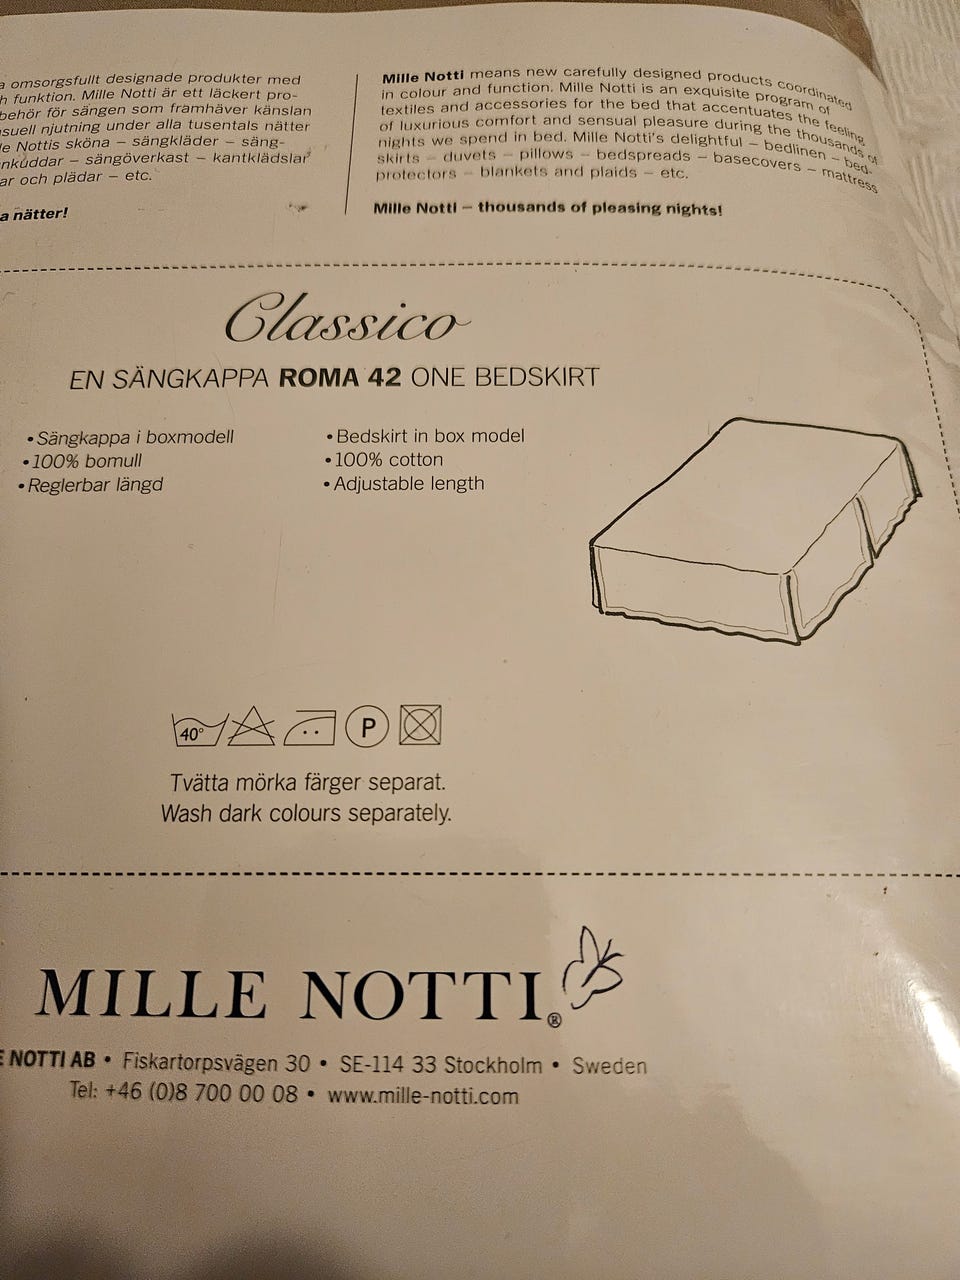 a omsorgsfullt designade produkter med
h funktion. Mille Notti är ett läckert pro-
behör för sängen som framhäver känslan
suell njutning under alla tusentals nätter
le Nottis sköna – sängkläder – säng-
nkuddar – sängöverkast – kantklädslar
ar och plädar – etc.
a nätter!
Mille Notti means new carefully designed products coordinated
in colour and function. Mille Notti is an exquisite program of
textiles and accessories for the bed that accentuates the feeling
of luxurious comfort and sensual pleasure during the thousands of
nights we spend in bed. Mille Notti's delightful – bedlinen – bed-
skirts – duvets – pillows – bedspreads – basecovers – mattress
protectors – blankets and plaids – etc.
Mille Notti – thousands of pleasing nights!
Classico
EN SÄNGKAPPA ROMA 42 ONE BEDSKIRT
• Sängkappa i boxmodell
• 100% bomull
• Reglerbar längd
• Bedskirt in box model
• 100% cotton
• Adjustable length
40° P
Tvätta mörka färger separat.
Wash dark colours separately.
MILLE NOTTI®
E NOTTI AB • Fiskartorpsvägen 30 • SE-114 33 Stockholm • Sweden
Tel: +46 (0)8 700 00 08 • www.mille-notti.com